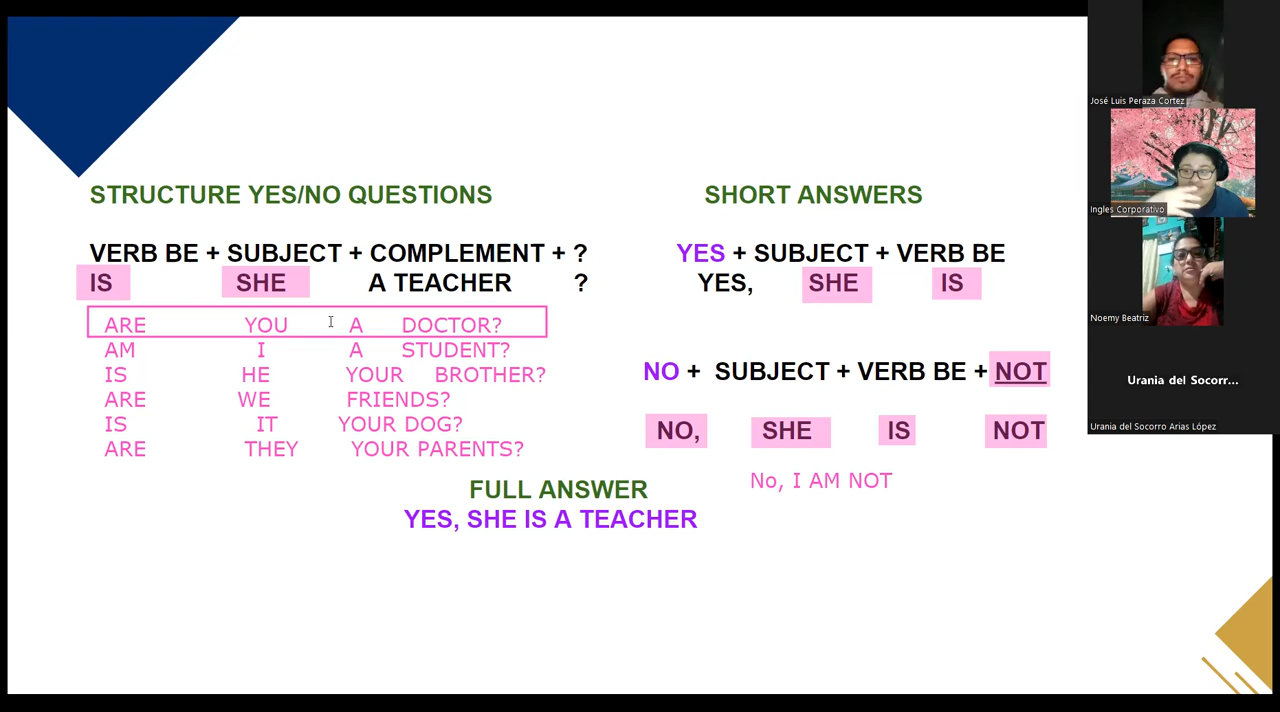 STRUCTURE YES/NO QUESTIONS
VERB BE + SUBJECT + COMPLEMENT + ?
IS SHE A TEACHER ?
ARE YOU A DOCTOR?
AM I A STUDENT?
IS HE YOUR BROTHER?
ARE WE FRIENDS?
IS IT YOUR DOG?
ARE THEY YOUR PARENTS?
SHORT ANSWERS
YES + SUBJECT + VERB BE
YES, SHE IS
NO + SUBJECT + VERB BE + NOT
NO, SHE IS NOT
No, I AM NOT
FULL ANSWER
YES, SHE IS A TEACHER
José Luis Peraza Cortez
Ingles Corporativo
Noemy Beatriz
Urania del Socorr...
Urania del Socorro Arias López